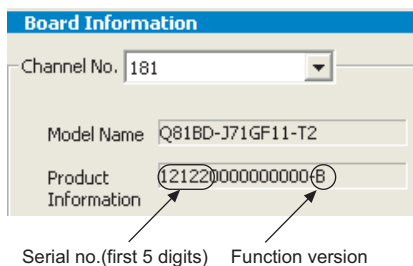 Board Information
Channel No. 181
Model Name Q81BD-J71GF11-T2
Product Information 121220000000000-B
Serial no.(first 5 digits) Function version